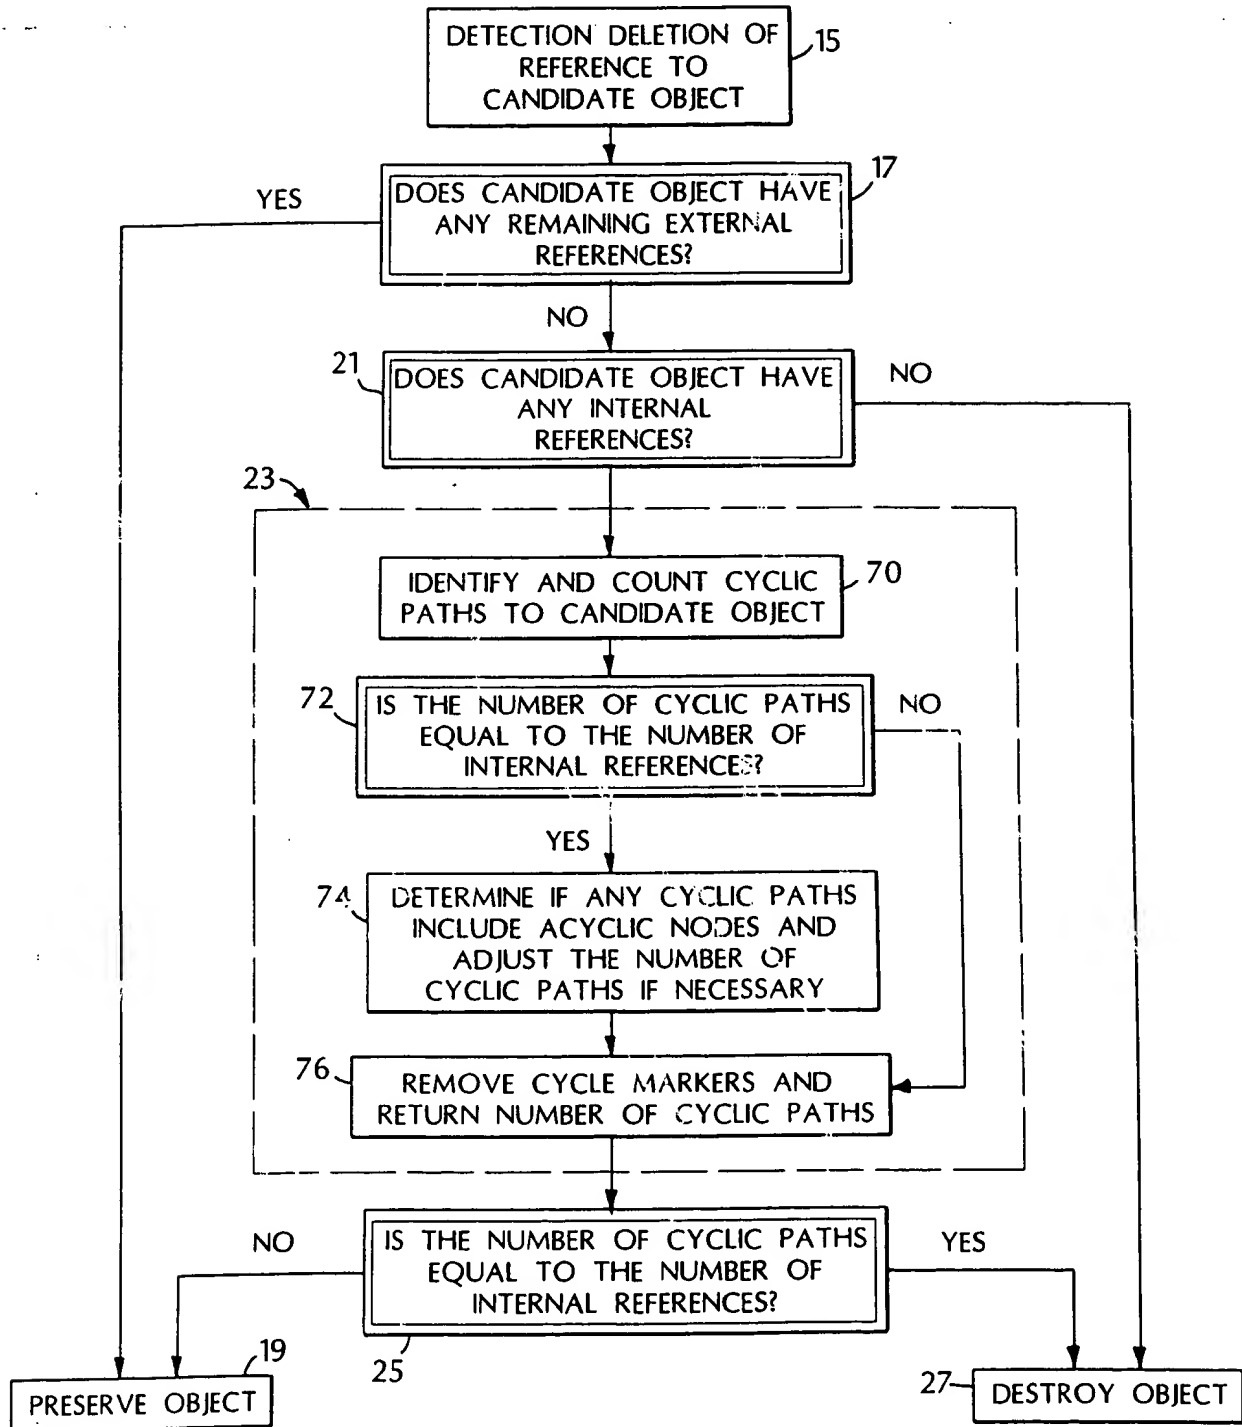 DETECTION DELETION OF
REFERENCE TO
CANDIDATE OBJECT
15
17
YES
DOES CANDIDATE OBJECT HAVE
ANY REMAINING EXTERNAL
REFERENCES?
NO
21
DOES CANDIDATE OBJECT HAVE
ANY INTERNAL
REFERENCES?
NO
23
IDENTIFY AND COUNT CYCLIC
PATHS TO CANDIDATE OBJECT
70
72
IS THE NUMBER OF CYCLIC PATHS
EQUAL TO THE NUMBER OF
INTERNAL REFERENCES?
NO
YES
74
DETERMINE IF ANY CYCLIC PATHS
INCLUDE ACYCLIC NODES AND
ADJUST THE NUMBER OF
CYCLIC PATHS IF NECESSARY
76
REMOVE CYCLE MARKERS AND
RETURN NUMBER OF CYCLIC PATHS
NO
IS THE NUMBER OF CYCLIC PATHS
EQUAL TO THE NUMBER OF
INTERNAL REFERENCES?
YES
25
19
PRESERVE OBJECT
27
DESTROY OBJECT